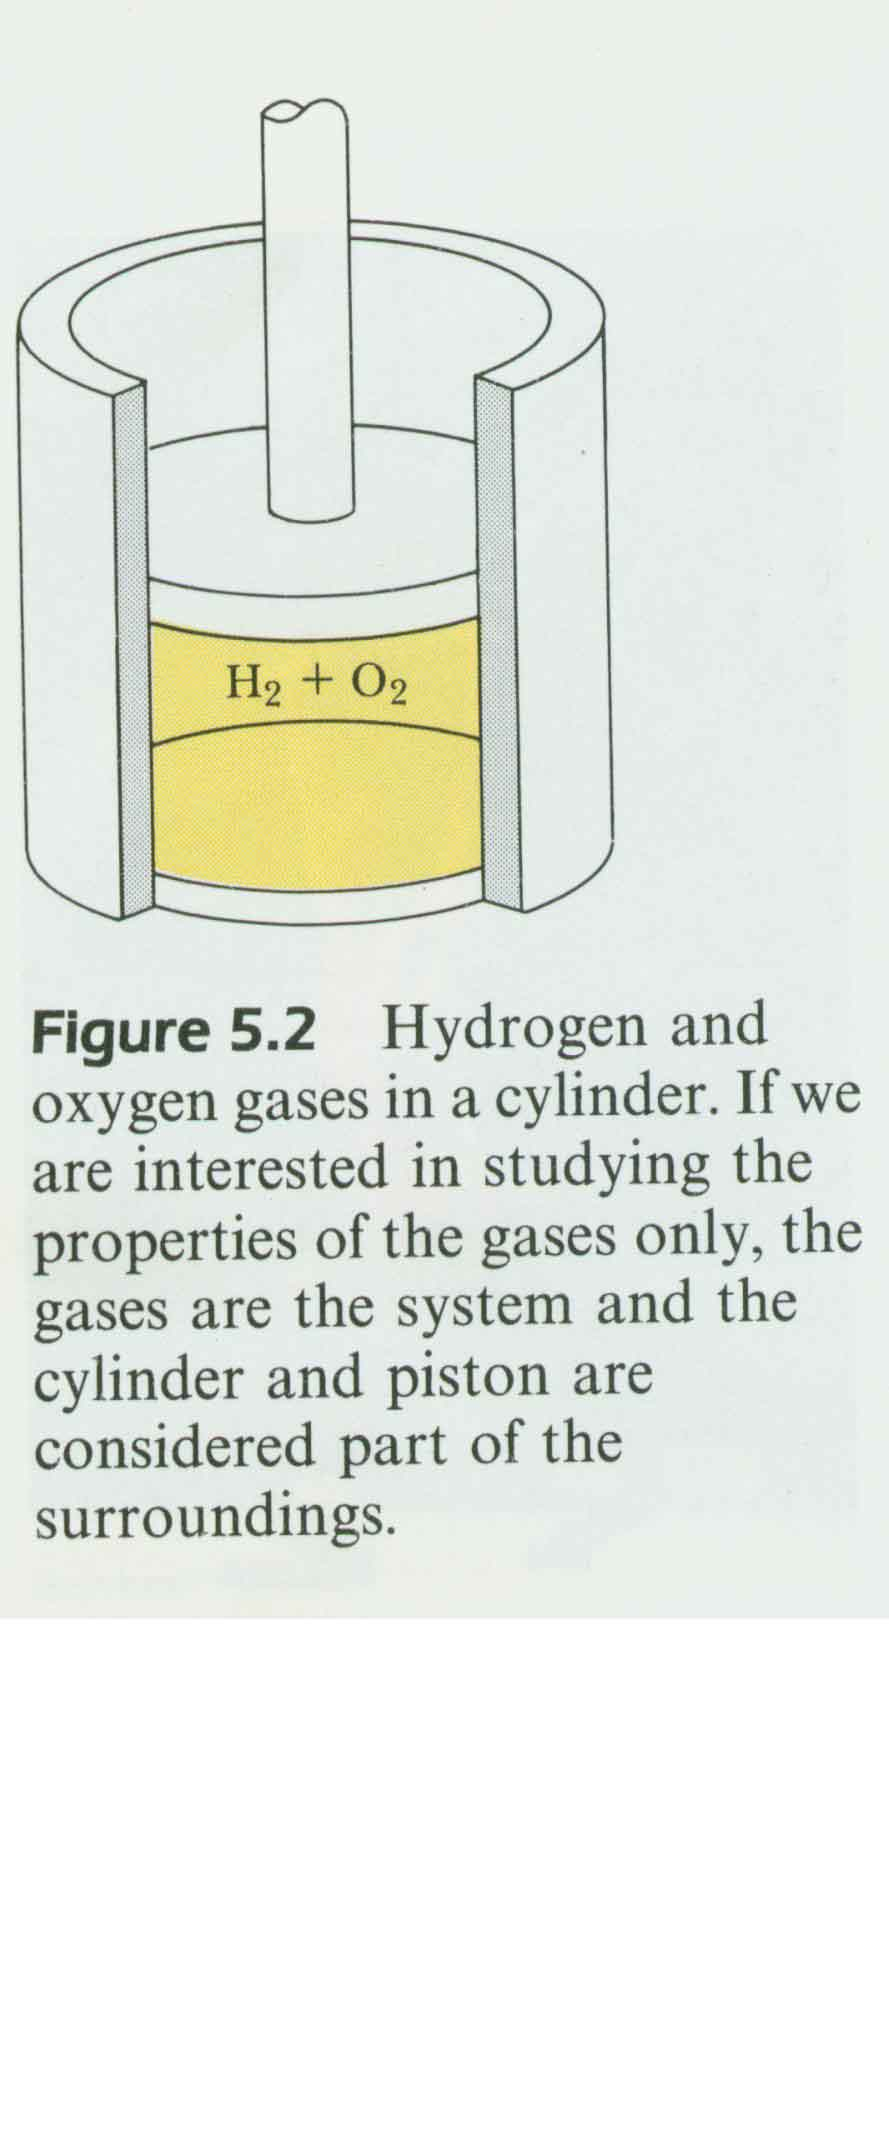 H₂ + O₂
Figure 5.2 Hydrogen and
oxygen gases in a cylinder. If we
are interested in studying the
properties of the gases only, the
gases are the system and the
cylinder and piston are
considered part of the
surroundings.